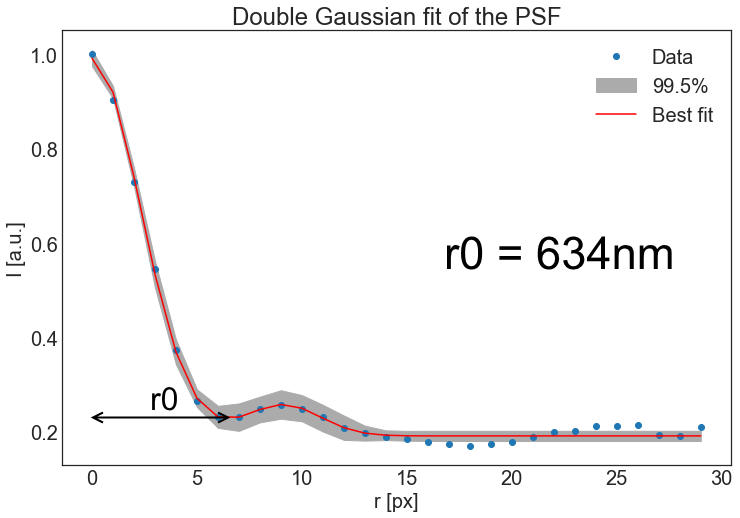 Double Gaussian fit of the PSF
I [a.u.]
1.0
0.8
0.6
0.4
0.2
Data
99.5%
Best fit
r0 = 634nm
r0
0 5 10 15 20 25 30
r [px]